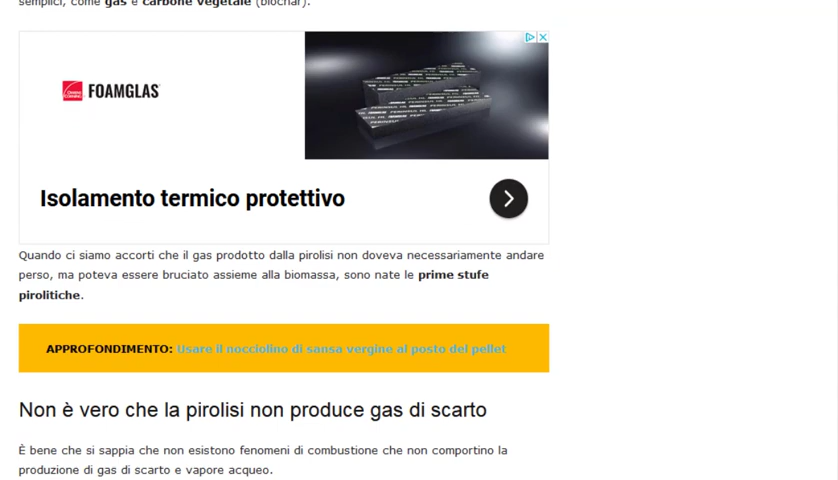 semplici, come gas e carbone vegetale (biochar).
FOAMGLAS
Isolamento termico protettivo
Quando ci siamo accorti che il gas prodotto dalla pirolisi non doveva necessariamente andare
perso, ma poteva essere bruciato assieme alla biomassa, sono nate le prime stufe
pirolitiche.
APPROFONDIMENTO: Usare il nocciolino di sansa vergine al posto del pellet
Non è vero che la pirolisi non produce gas di scarto
È bene che si sappia che non esistono fenomeni di combustione che non comportino la
produzione di gas di scarto e vapore acqueo.